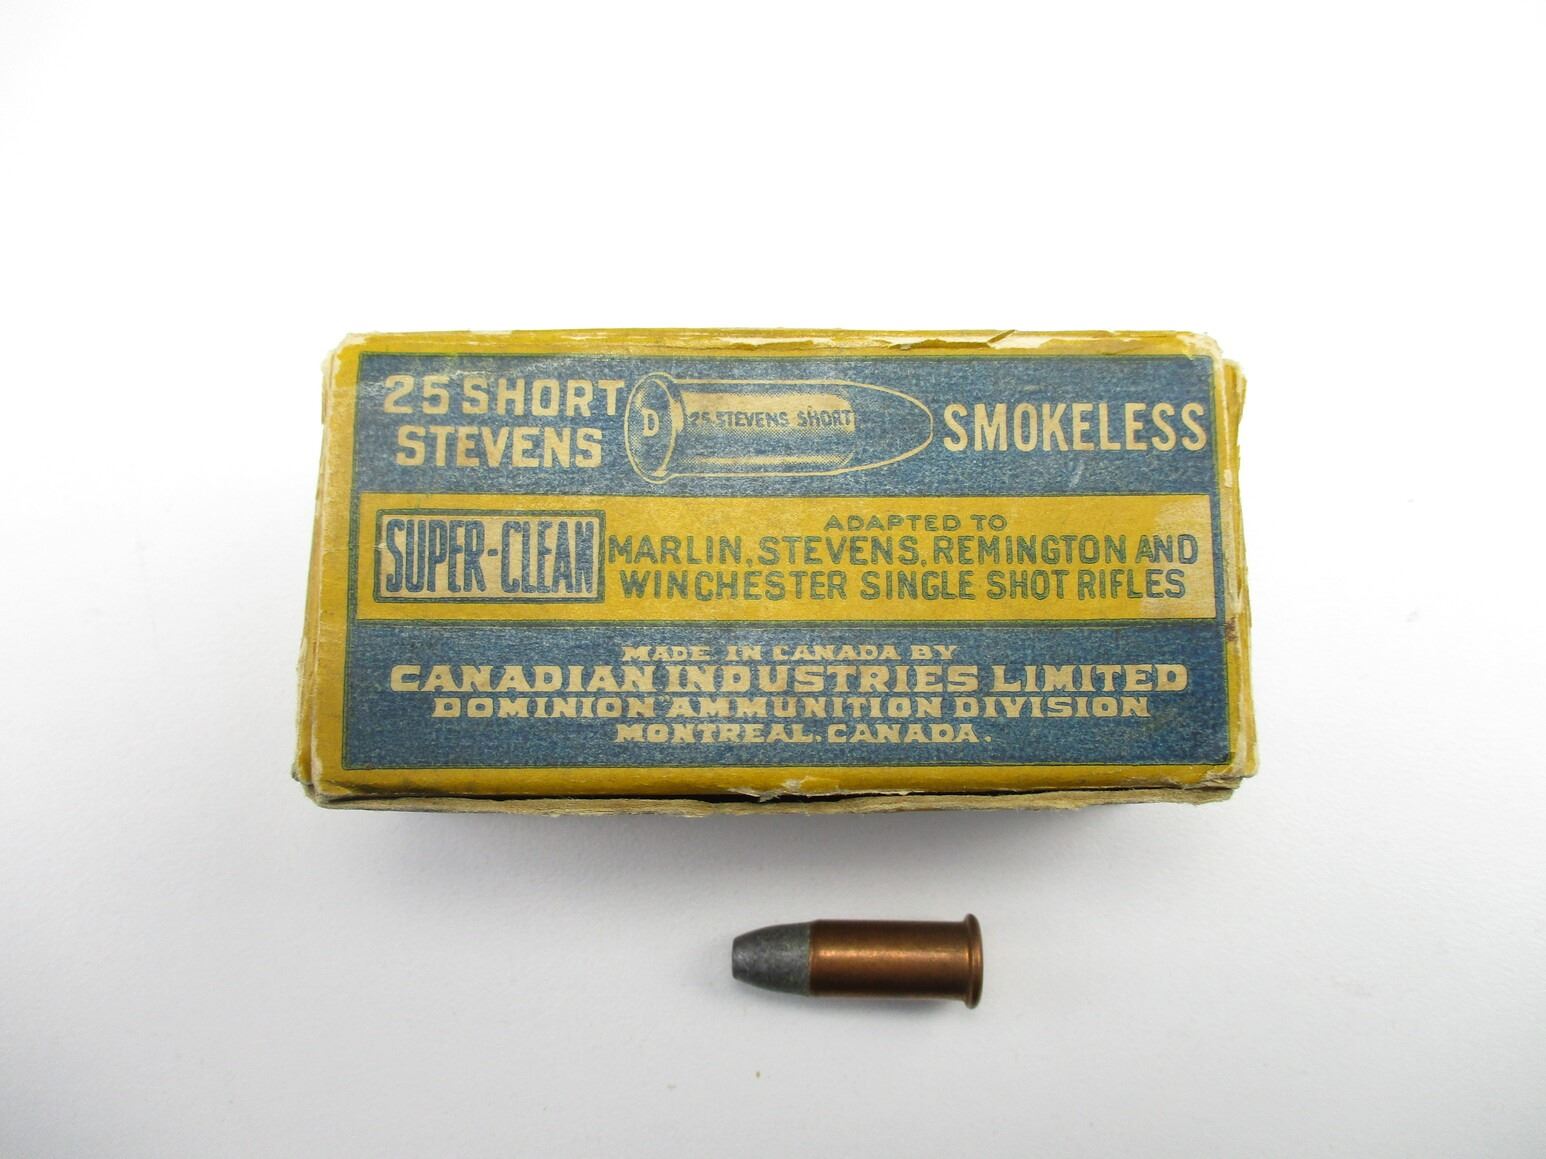 25 SHORT
STEVENS
D
25 STEVENS SHORT
SMOKELESS
SUPER-CLEAN
ADAPTED TO
MARLIN, STEVENS, REMINGTON AND
WINCHESTER SINGLE SHOT RIFLES
MADE IN CANADA BY
CANADIAN INDUSTRIES LIMITED
DOMINION AMMUNITION DIVISION
MONTREAL, CANADA.